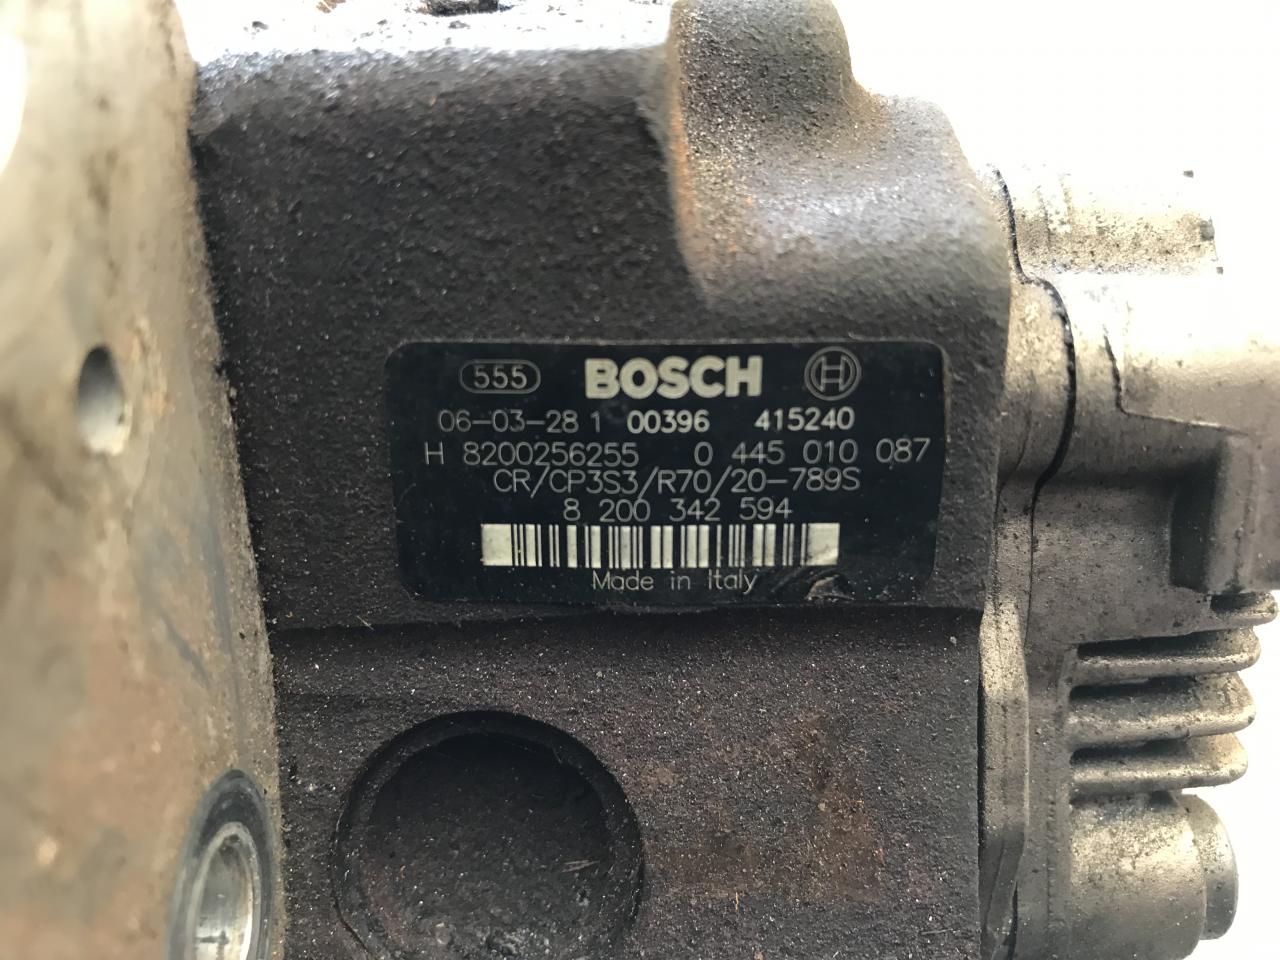 555 BOSCH
06-03-28 1 00396 415240
H 8200256255 0 445 010 087
CR/CP3S3/R70/20-789S
8 200 342 594
Made in Italy